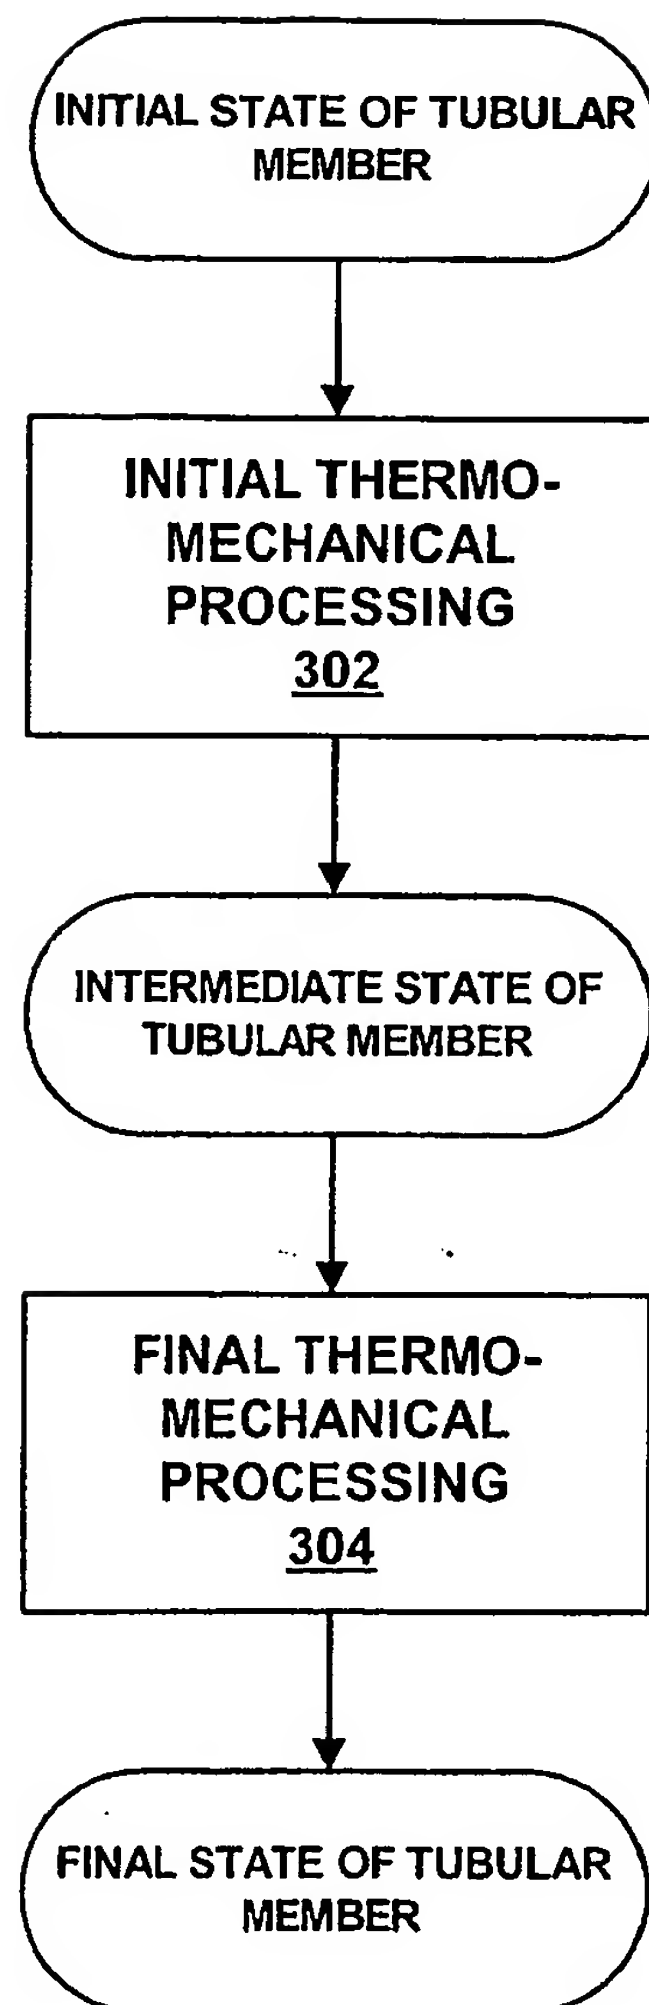 INITIAL STATE OF TUBULAR
MEMBER
INITIAL THERMO-
MECHANICAL
PROCESSING
302
INTERMEDIATE STATE OF
TUBULAR MEMBER
FINAL THERMO-
MECHANICAL
PROCESSING
304
FINAL STATE OF TUBULAR
MEMBER